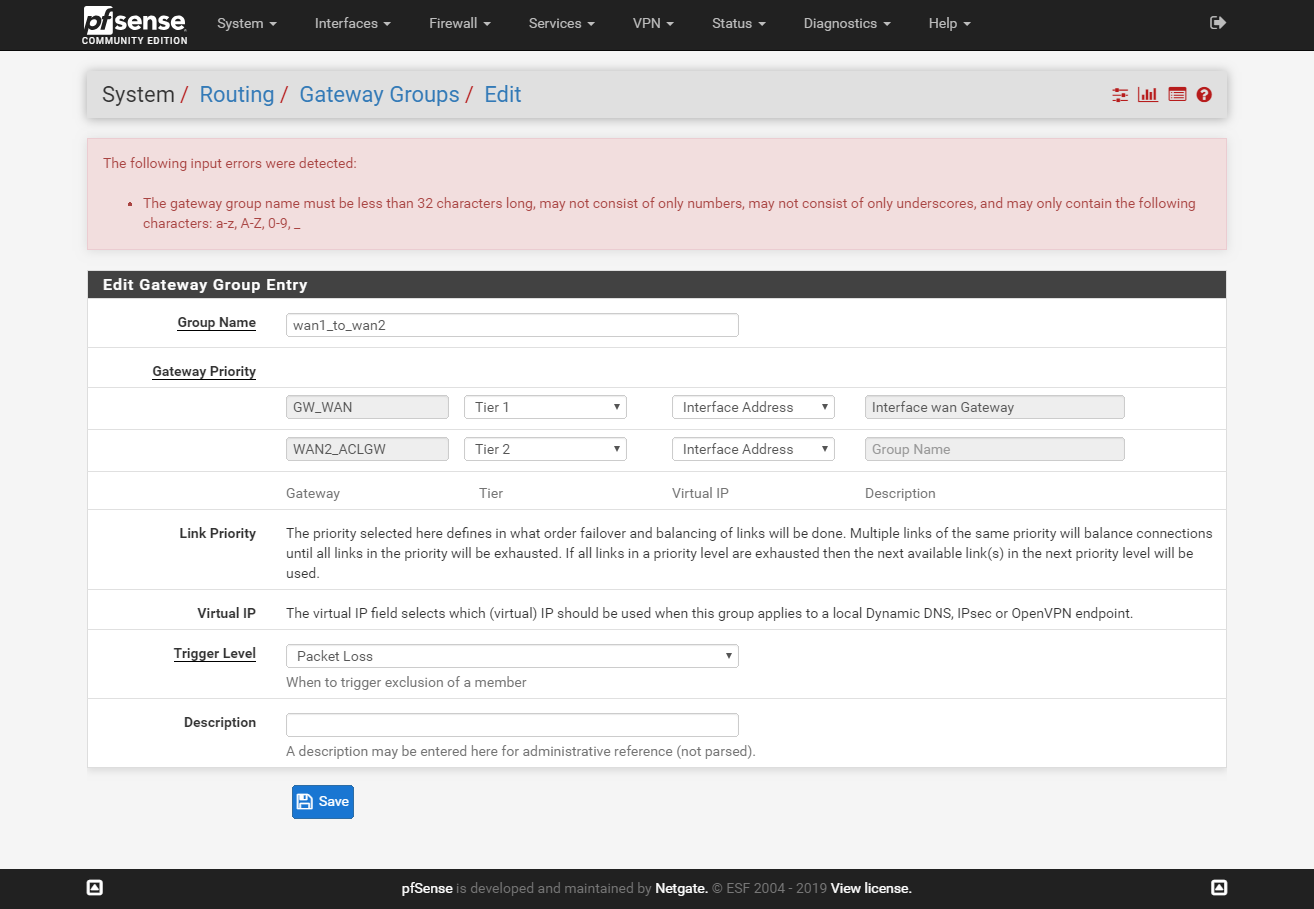 pfsense
COMMUNITY EDITION
System Interfaces Firewall Services VPN Status Diagnostics Help
System / Routing / Gateway Groups / Edit
The following input errors were detected:
The gateway group name must be less than 32 characters long, may not consist of only numbers, may not consist of only underscores, and may only contain the following
characters: a-z, A-Z, 0-9, _
Edit Gateway Group Entry
Group Name wan1_to_wan2
Gateway Priority
GW_WAN Tier 1 Interface Address Interface wan Gateway
WAN2_ACLGW Tier 2 Interface Address Group Name
Gateway Tier Virtual IP Description
Link Priority The priority selected here defines in what order failover and balancing of links will be done. Multiple links of the same priority will balance connections
until all links in the priority will be exhausted. If all links in a priority level are exhausted then the next available link(s) in the next priority level will be
used.
Virtual IP The virtual IP field selects which (virtual) IP should be used when this group applies to a local Dynamic DNS, IPsec or OpenVPN endpoint.
Trigger Level Packet Loss
When to trigger exclusion of a member
Description
A description may be entered here for administrative reference (not parsed).
Save
pfSense is developed and maintained by Netgate. © ESF 2004 - 2019 View license.